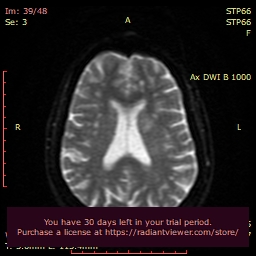 Im: 39/48
STP66
Se: 3
STP66
F
A
Ax DWI B 1000
R
L
You have 30 days left in your trial period.
Purchase a license at https://radiantviewer.com/store/